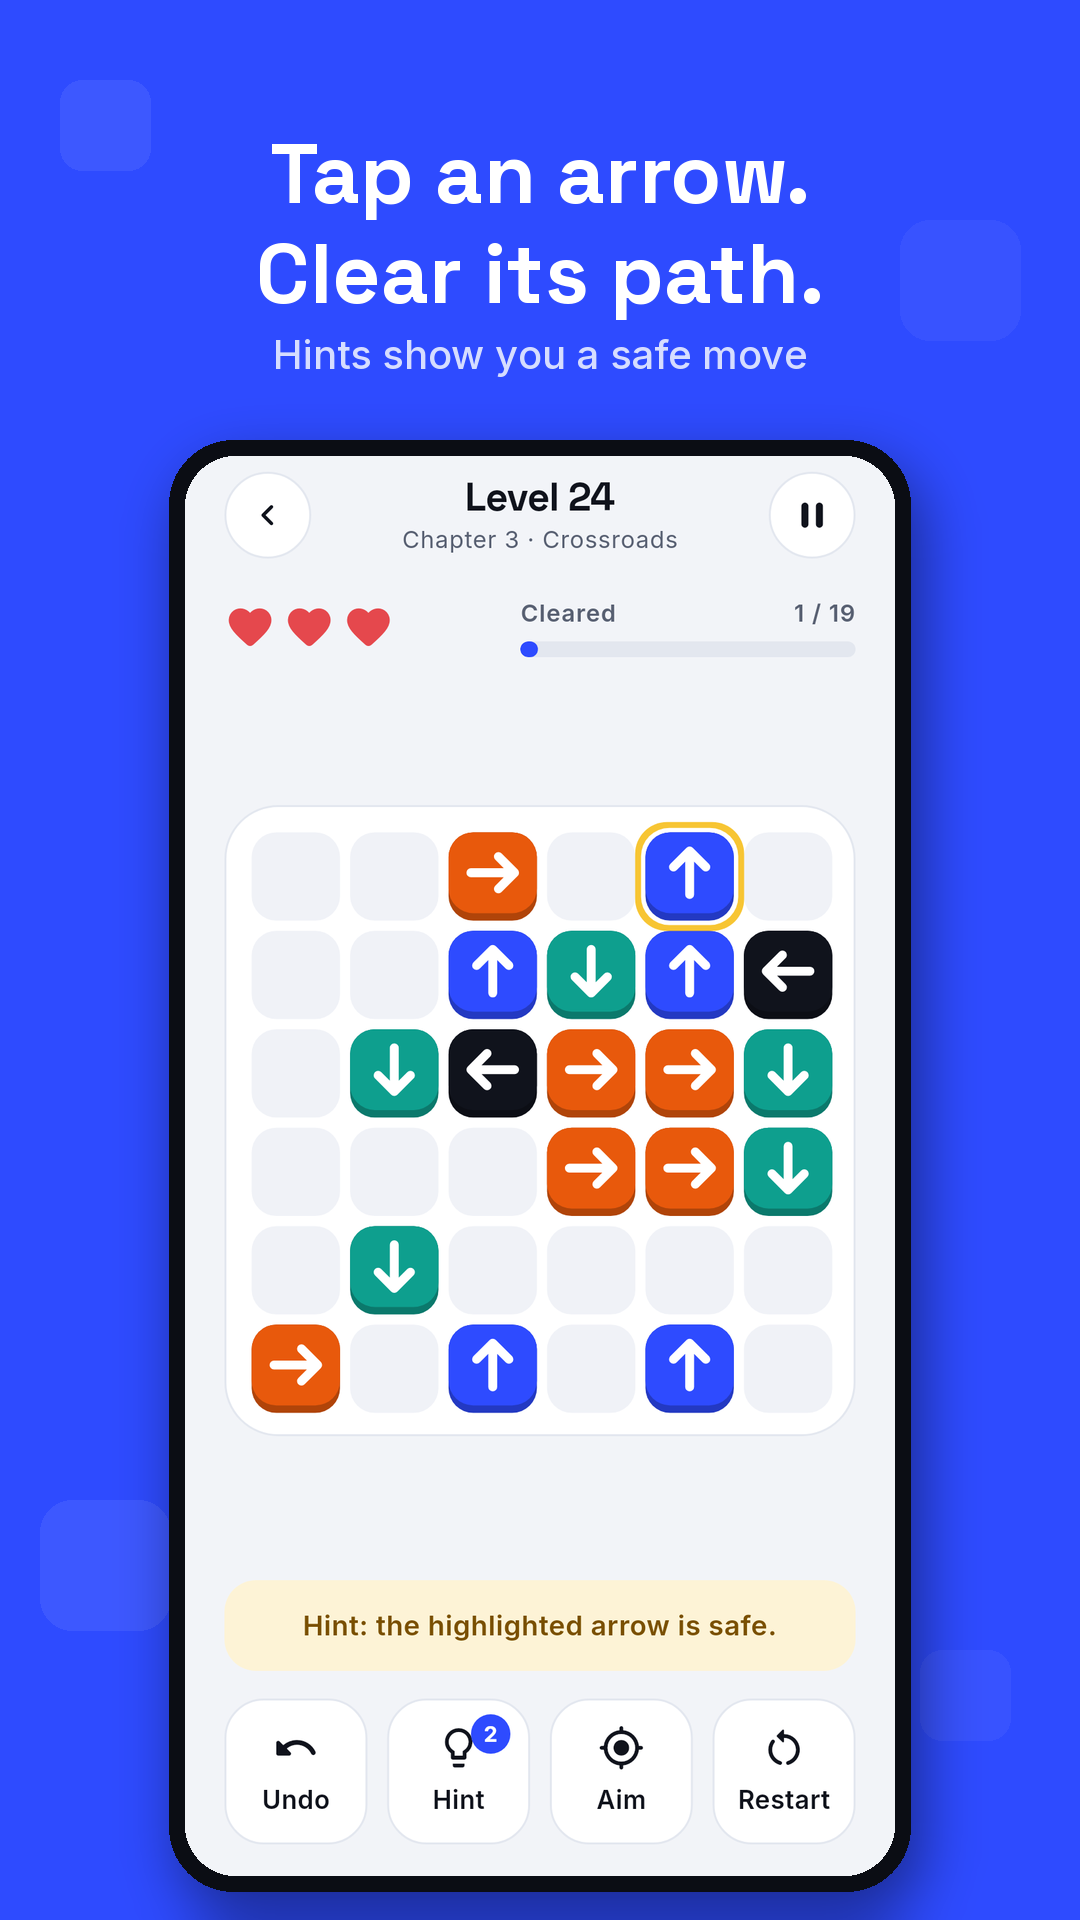 Tap an arrow.
Clear its path.
Hints show you a safe move
Level 24
Chapter 3 · Crossroads
Cleared
1 / 19
Hint: the highlighted arrow is safe.
2
Undo
Hint
Aim
Restart